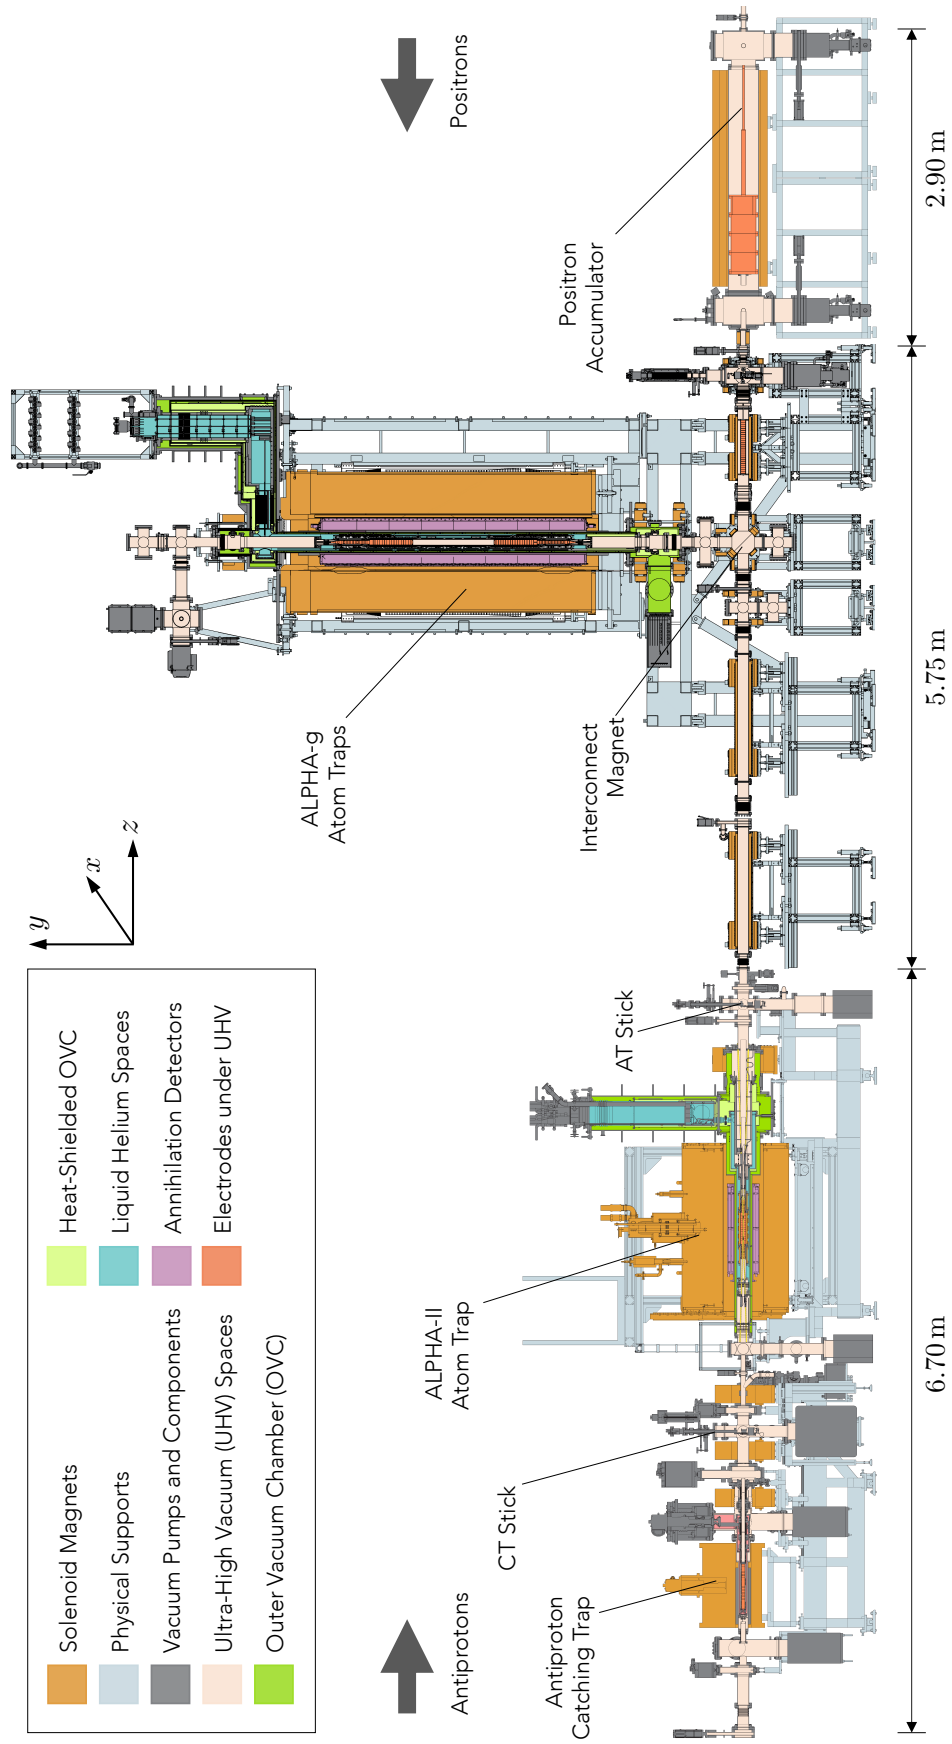 Solenoid Magnets
Physical Supports
Vacuum Pumps and Components
Ultra-High Vacuum (UHV) Spaces
Outer Vacuum Chamber (OVC)
Heat-Shielded OVC
Liquid Helium Spaces
Annihilation Detectors
Electrodes under UHV
y
x
z
Antiprotons
Positrons
ALPHA-g
Atom Traps
Positron
Accumulator
Interconnect
Magnet
ALPHA-II
Atom Trap
AT Stick
CT Stick
Antiproton
Catching Trap
6.70 m
5.75 m
2.90 m